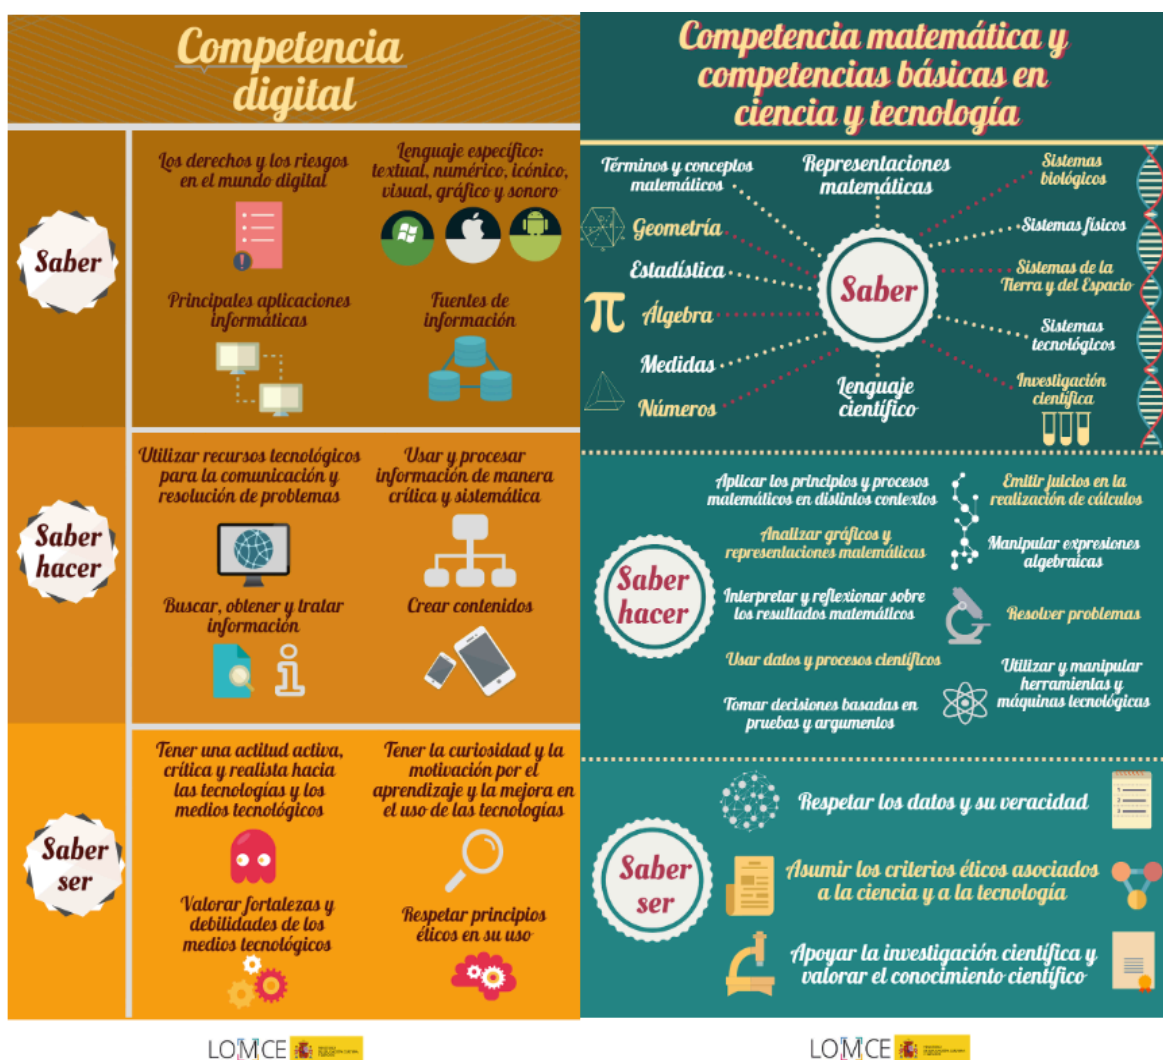 Competencia
digital
Saber
Los derechos y los riesgos
en el mundo digital
Lenguaje específico:
textual, numérico, icónico,
visual, gráfico y sonoro
Principales aplicaciones
informáticas
Fuentes de
información
Saber
hacer
Utilizar recursos tecnológicos
para la comunicación y
resolución de problemas
Usar y procesar
información de manera
crítica y sistemática
Buscar, obtener y tratar
información
Crear contenidos
Saber
ser
Tener una actitud activa,
crítica y realista hacia
las tecnologías y los
medios tecnológicos
Tener la curiosidad y la
motivación por el
aprendizaje y la mejora en
el uso de las tecnologías
Valorar fortalezas y
debilidades de los
medios tecnológicos
Respetar principios
éticos en su uso
LOMCE
Competencia matemática y
competencias básicas en
ciencia y tecnología
Términos y conceptos
matemáticos
Representaciones
matemáticas
Sistemas
biológicos
Geometría
Sistemas físicos
Estadística
Saber
Sistemas de la
Tierra y del Espacio
π
Álgebra
Sistemas
tecnológicos
Medidas
Lenguaje
científico
Investigación
científica
Números
Saber
hacer
Aplicar los principios y procesos
matemáticos en distintos contextos
Emitir juicios en la
realización de cálculos
Analizar gráficos y
representaciones matemáticas
Manipular expresiones
algebraicas
Interpretar y reflexionar sobre
los resultados matemáticos
Resolver problemas
Usar datos y procesos científicos
Utilizar y manipular
herramientas y
máquinas tecnológicas
Tomar decisiones basadas en
pruebas y argumentos
Saber
ser
Respetar los datos y su veracidad
1
2
3
Asumir los criterios éticos asociados
a la ciencia y a la tecnología
Apoyar la investigación científica y
valorar el conocimiento científico
LOMCE